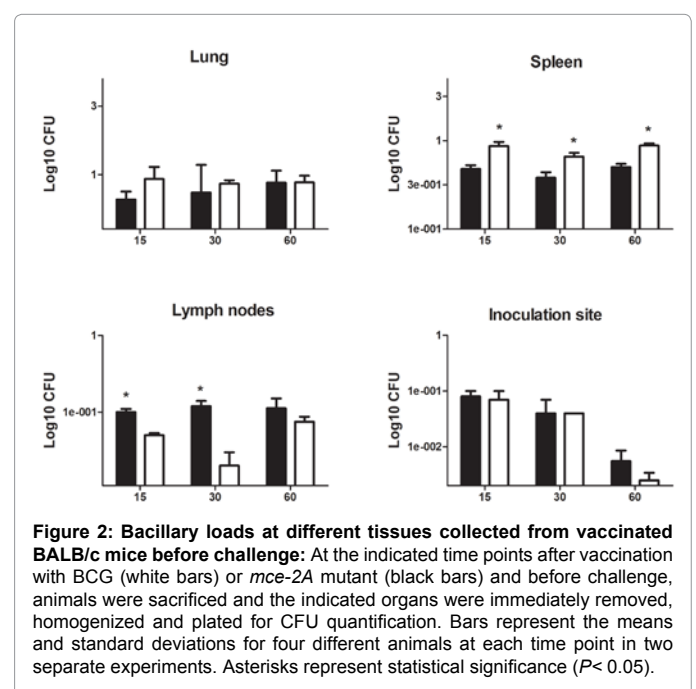 Lung
Log10 CFU
3
1
15
30
60
Spleen
Log10 CFU
3
1
3e-001
1e-001
*
*
*
15
30
60
Lymph nodes
Log10 CFU
1
1e-001
*
*
15
30
60
Inoculation site
Log10 CFU
1
1e-001
1e-002
15
30
60
Figure 2: Bacillary loads at different tissues collected from vaccinated
BALB/c mice before challenge: At the indicated time points after vaccination
with BCG (white bars) or mce-2A mutant (black bars) and before challenge,
animals were sacrificed and the indicated organs were immediately removed,
homogenized and plated for CFU quantification. Bars represent the means
and standard deviations for four different animals at each time point in two
separate experiments. Asterisks represent statistical significance (P< 0.05).